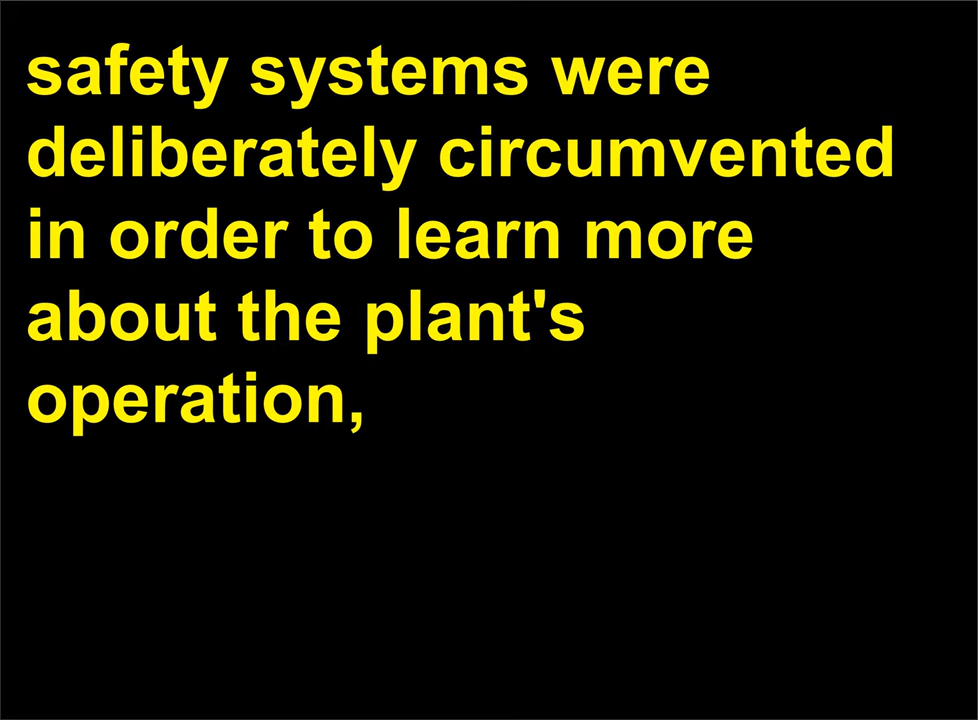 safety systems were
deliberately circumvented
in order to learn more
about the plant's
operation,